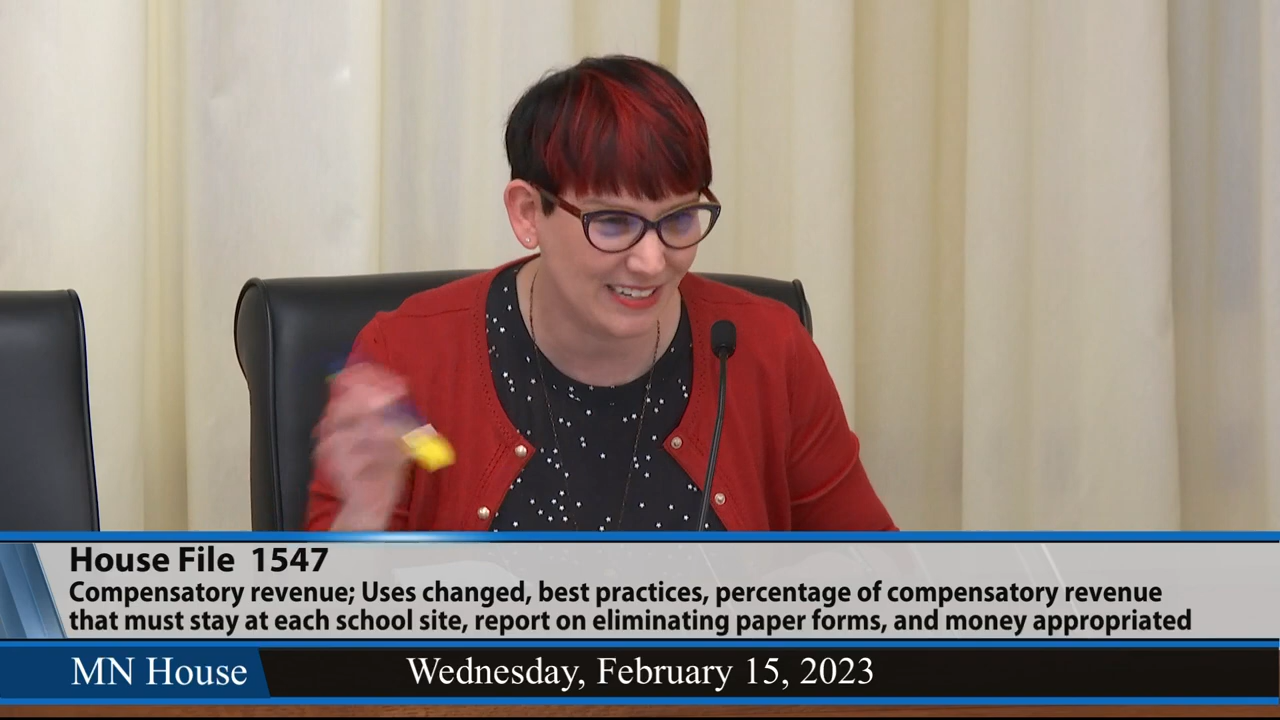 House File 1547
Compensatory revenue; Uses changed, best practices, percentage of compensatory revenue
that must stay at each school site, report on eliminating paper forms, and money appropriated
MN House
Wednesday, February 15, 2023